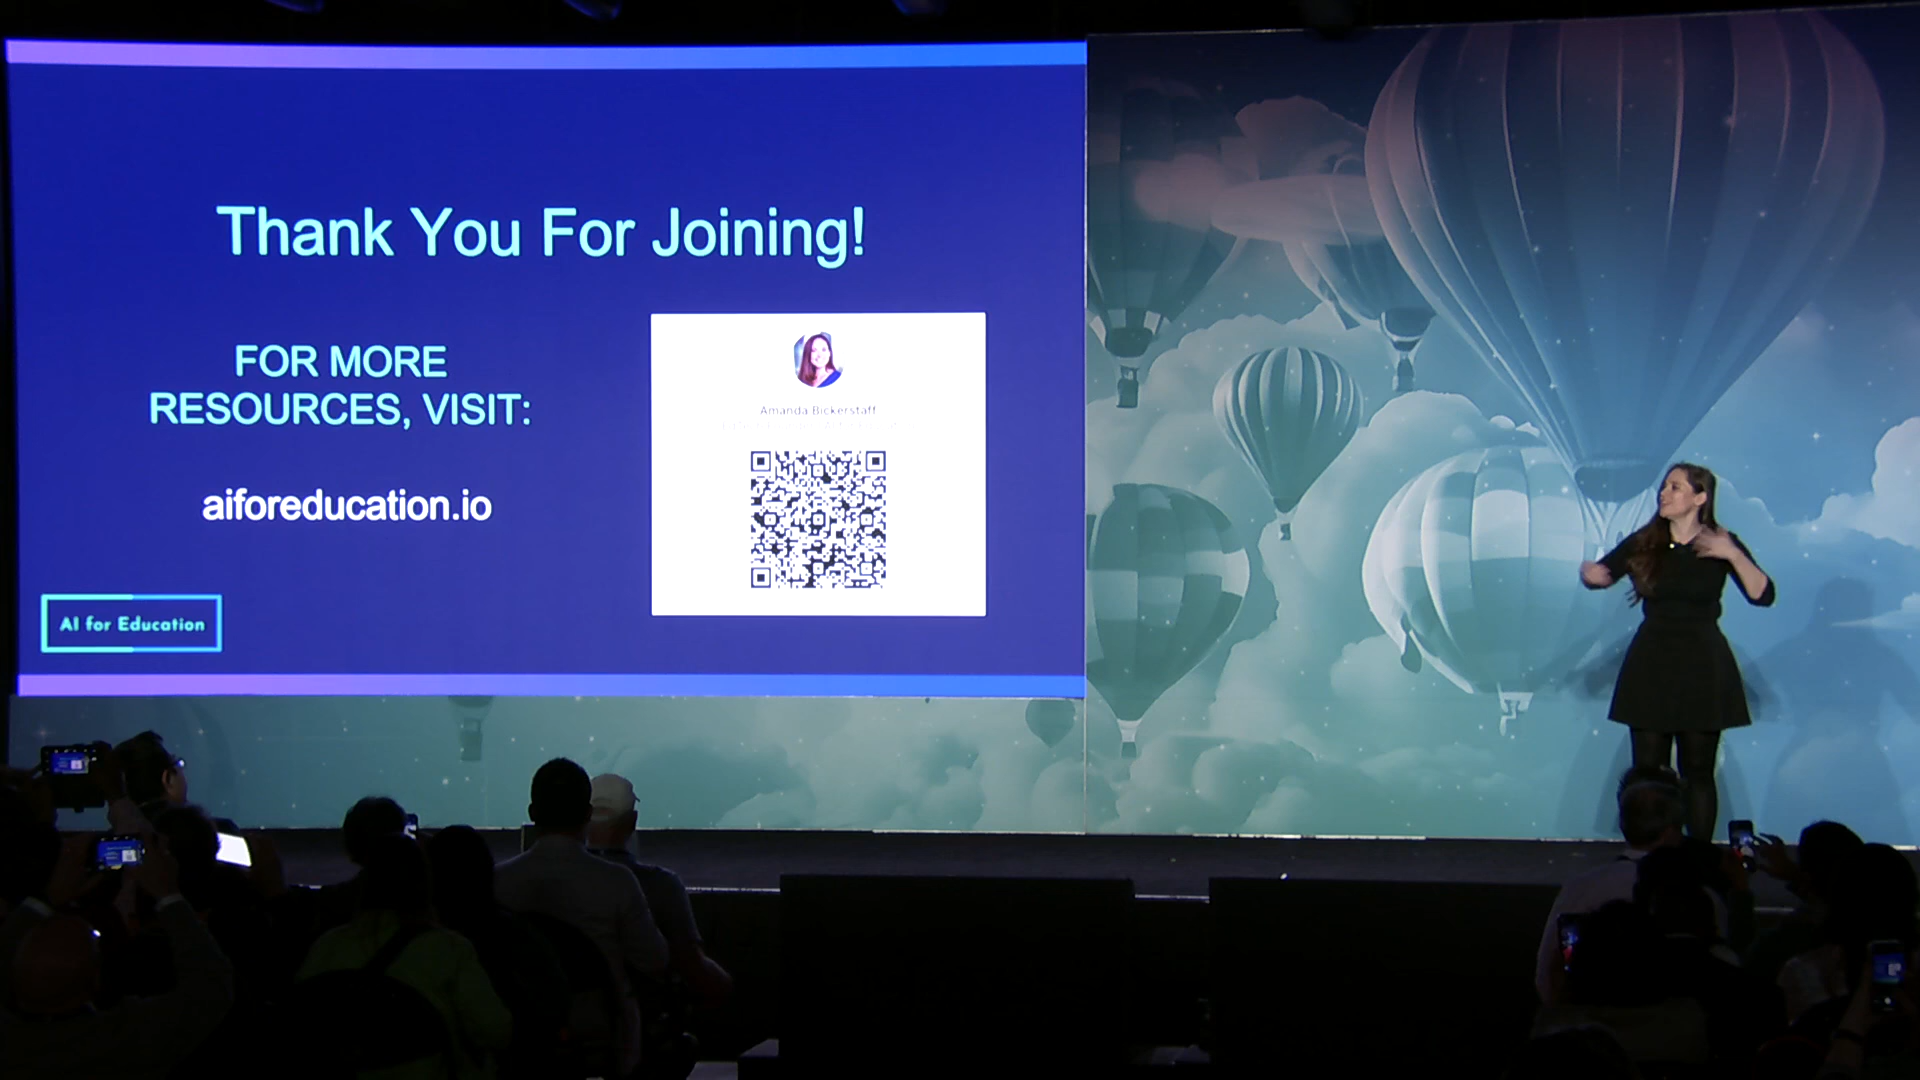 Thank You For Joining!
FOR MORE
RESOURCES, VISIT:
aiforeducation.io
Amanda Bickerstaff
AI for Education